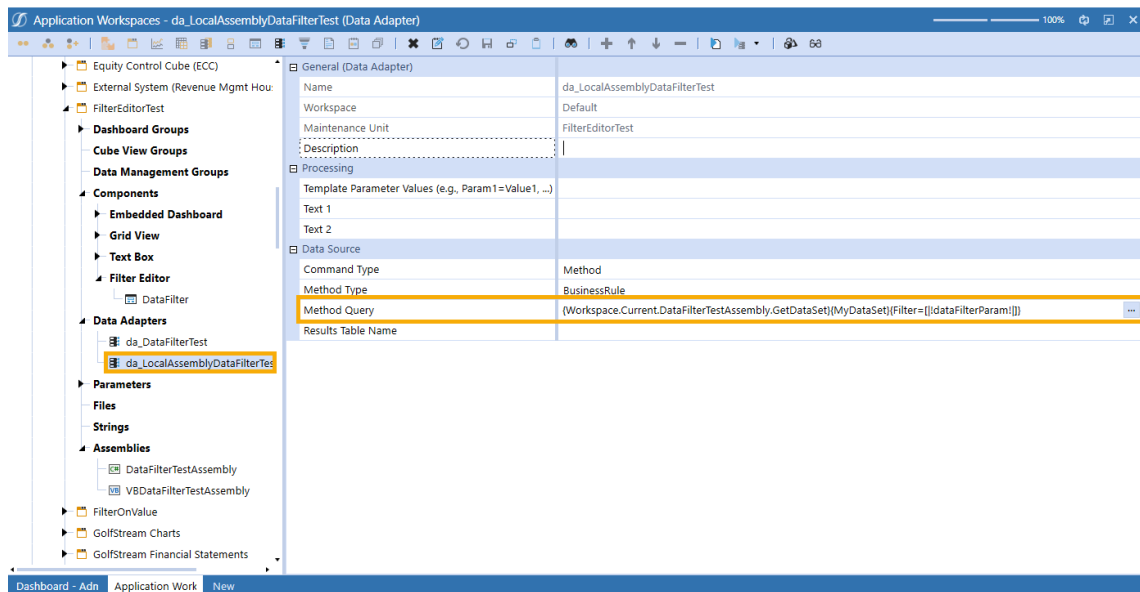 Application Workspaces - da_LocalAssemblyDataFilterTest (Data Adapter)
100%
Equity Control Cube (ECC)
External System (Revenue Mgmt Hou
FilterEditorTest
Dashboard Groups
Cube View Groups
Data Management Groups
Components
Embedded Dashboard
Grid View
Text Box
Filter Editor
DataFilter
Data Adapters
da_DataFilterTest
da_LocalAssemblyDataFilterTes
Parameters
Files
Strings
Assemblies
C# DataFilterTestAssembly
VB VBDataFilterTestAssembly
FilterOnValue
GolfStream Charts
GolfStream Financial Statements
General (Data Adapter)
Name da_LocalAssemblyDataFilterTest
Workspace Default
Maintenance Unit FilterEditorTest
Description
Processing
Template Parameter Values (e.g., Param1=Value1, ...)
Text 1
Text 2
Data Source
Command Type Method
Method Type BusinessRule
Method Query {Workspace.Current.DataFilterTestAssembly.GetDataSet}{MyDataSet}{Filter=[|!dataFilterParam!|]} ...
Results Table Name
Dashboard - Adn Application Work New